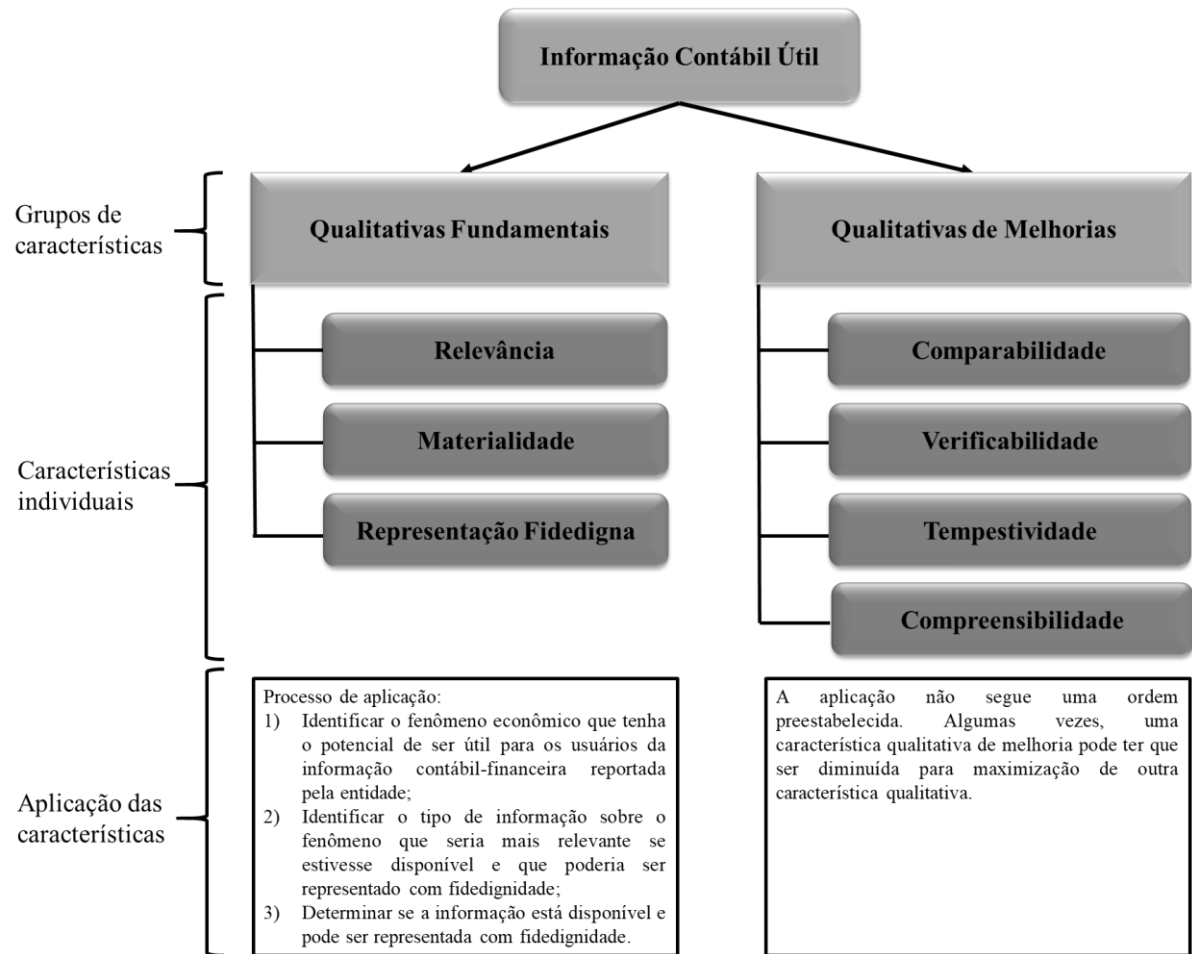 Informação Contábil Útil
Grupos de
característicos
Qualitativas Fundamentais
Qualitativas de Melhorias
Característicos
individuais
Relevância
Materialidade
Representação Fidedigna
Comparabilidade
Verificabilidade
Tempestividade
Compreensibilidade
Aplicação das
característicos
Processo de aplicação:
1) Identificar o fenômeno econômico que tenha
o potencial de ser útil para os usuários da
informação contábil-financeira reportada
pela entidade;
2) Identificar o tipo de informação sobre o
fenômeno que seria mais relevante se
estivesse disponível e que poderia ser
representado com fidedignidade;
3) Determinar se a informação está disponível e
pode ser representada com fidedignidade.
A aplicação não segue uma ordem
preestabelecida. Algumas vezes, uma
característica qualitativa de melhoria pode ter que
ser diminuída para maximização de outra
característica qualitativa.